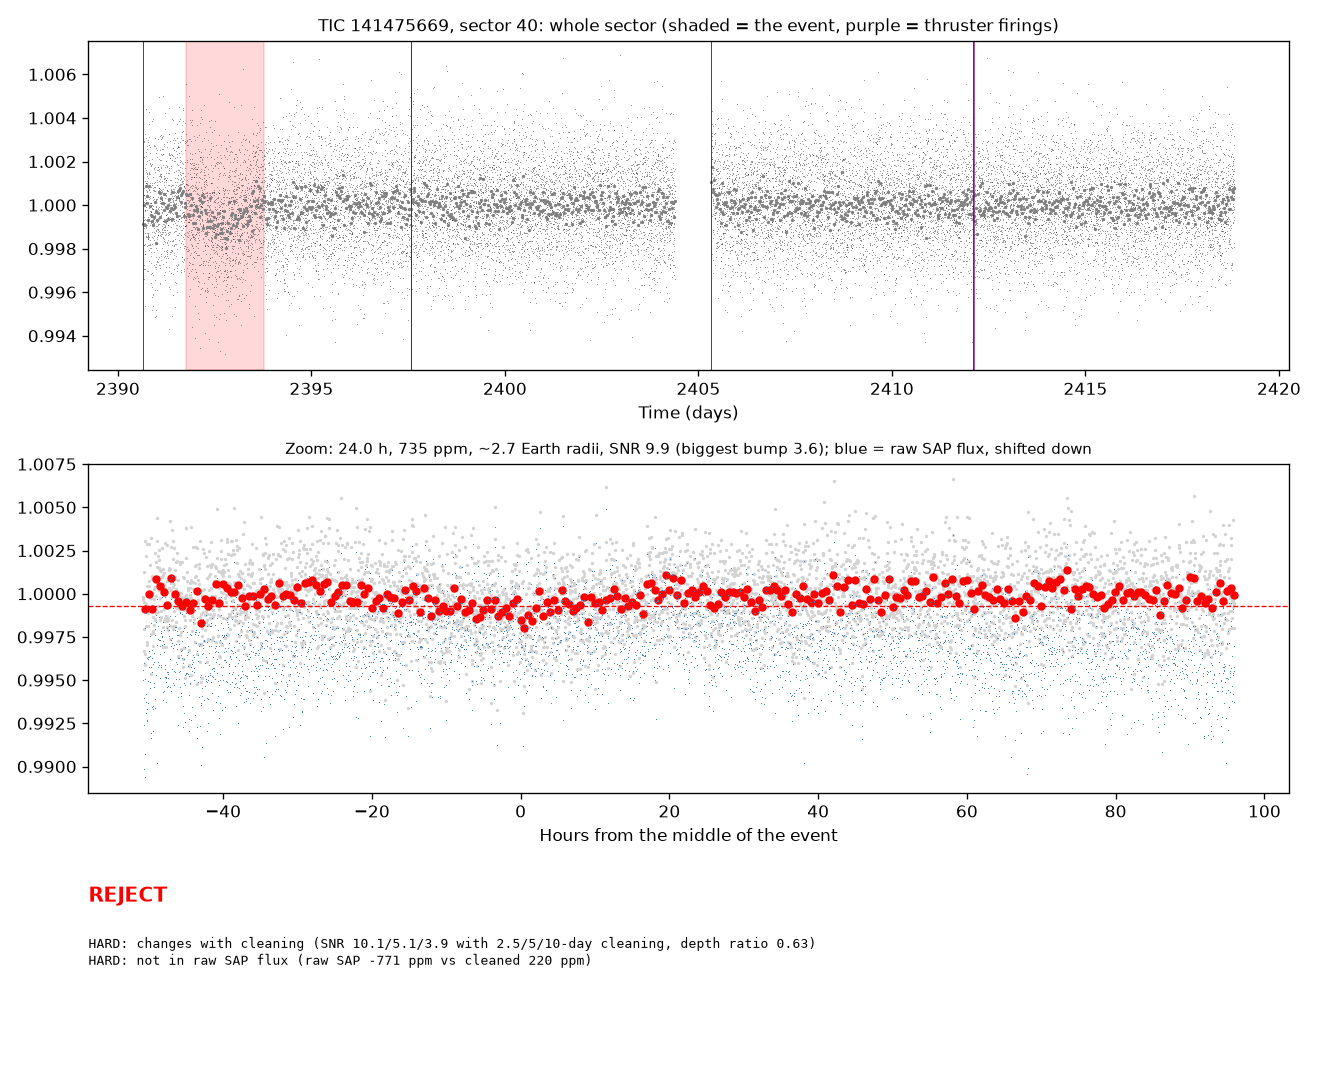 TIC 141475669, sector 40: whole sector (shaded = the event, purple = thruster firings)
1.006
1.004
1.002
1.000
0.998
0.996
0.994
2390 2395 2400 2405 2410 2415 2420
Time (days)
Zoom: 24.0 h, 735 ppm, ~2.7 Earth radii, SNR 9.9 (biggest bump 3.6); blue = raw SAP flux, shifted down
1.0075
1.0050
1.0025
1.0000
0.9975
0.9950
0.9925
0.9900
−40 −20 0 20 40 60 80 100
Hours from the middle of the event
REJECT
HARD: changes with cleaning (SNR 10.1/5.1/3.9 with 2.5/5/10-day cleaning, depth ratio 0.63)
HARD: not in raw SAP flux (raw SAP -771 ppm vs cleaned 220 ppm)